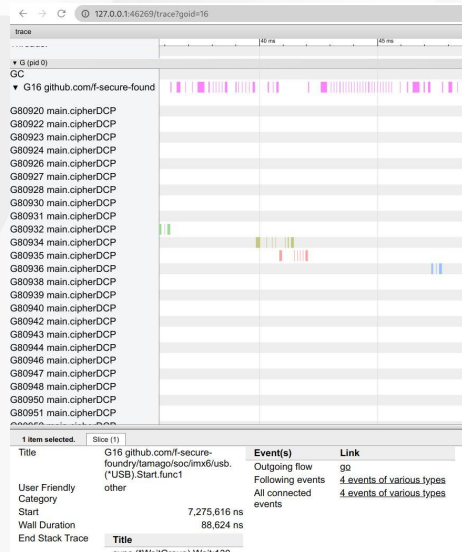 127.0.0.1:46269/trace?goid=16
trace
40 ms
45 ms
▾ G (pid 0)
GC
▾ G16 github.com/f-secure-found
G80920 main.cipherDCP
G80922 main.cipherDCP
G80923 main.cipherDCP
G80924 main.cipherDCP
G80926 main.cipherDCP
G80927 main.cipherDCP
G80928 main.cipherDCP
G80930 main.cipherDCP
G80931 main.cipherDCP
G80932 main.cipherDCP
G80934 main.cipherDCP
G80935 main.cipherDCP
G80936 main.cipherDCP
G80938 main.cipherDCP
G80939 main.cipherDCP
G80940 main.cipherDCP
G80942 main.cipherDCP
G80943 main.cipherDCP
G80944 main.cipherDCP
G80946 main.cipherDCP
G80947 main.cipherDCP
G80948 main.cipherDCP
G80950 main.cipherDCP
G80951 main.cipherDCP
1 item selected. Slice (1)
Title G16 github.com/f-secure-
foundry/tamago/soc/imx6/usb.
(*USB).Start.func1
User Friendly other
Category
Start 7,275,616 ns
Wall Duration 88,624 ns
End Stack Trace Title
Event(s) Link
Outgoing flow go
Following events 4 events of various types
All connected 4 events of various types
events